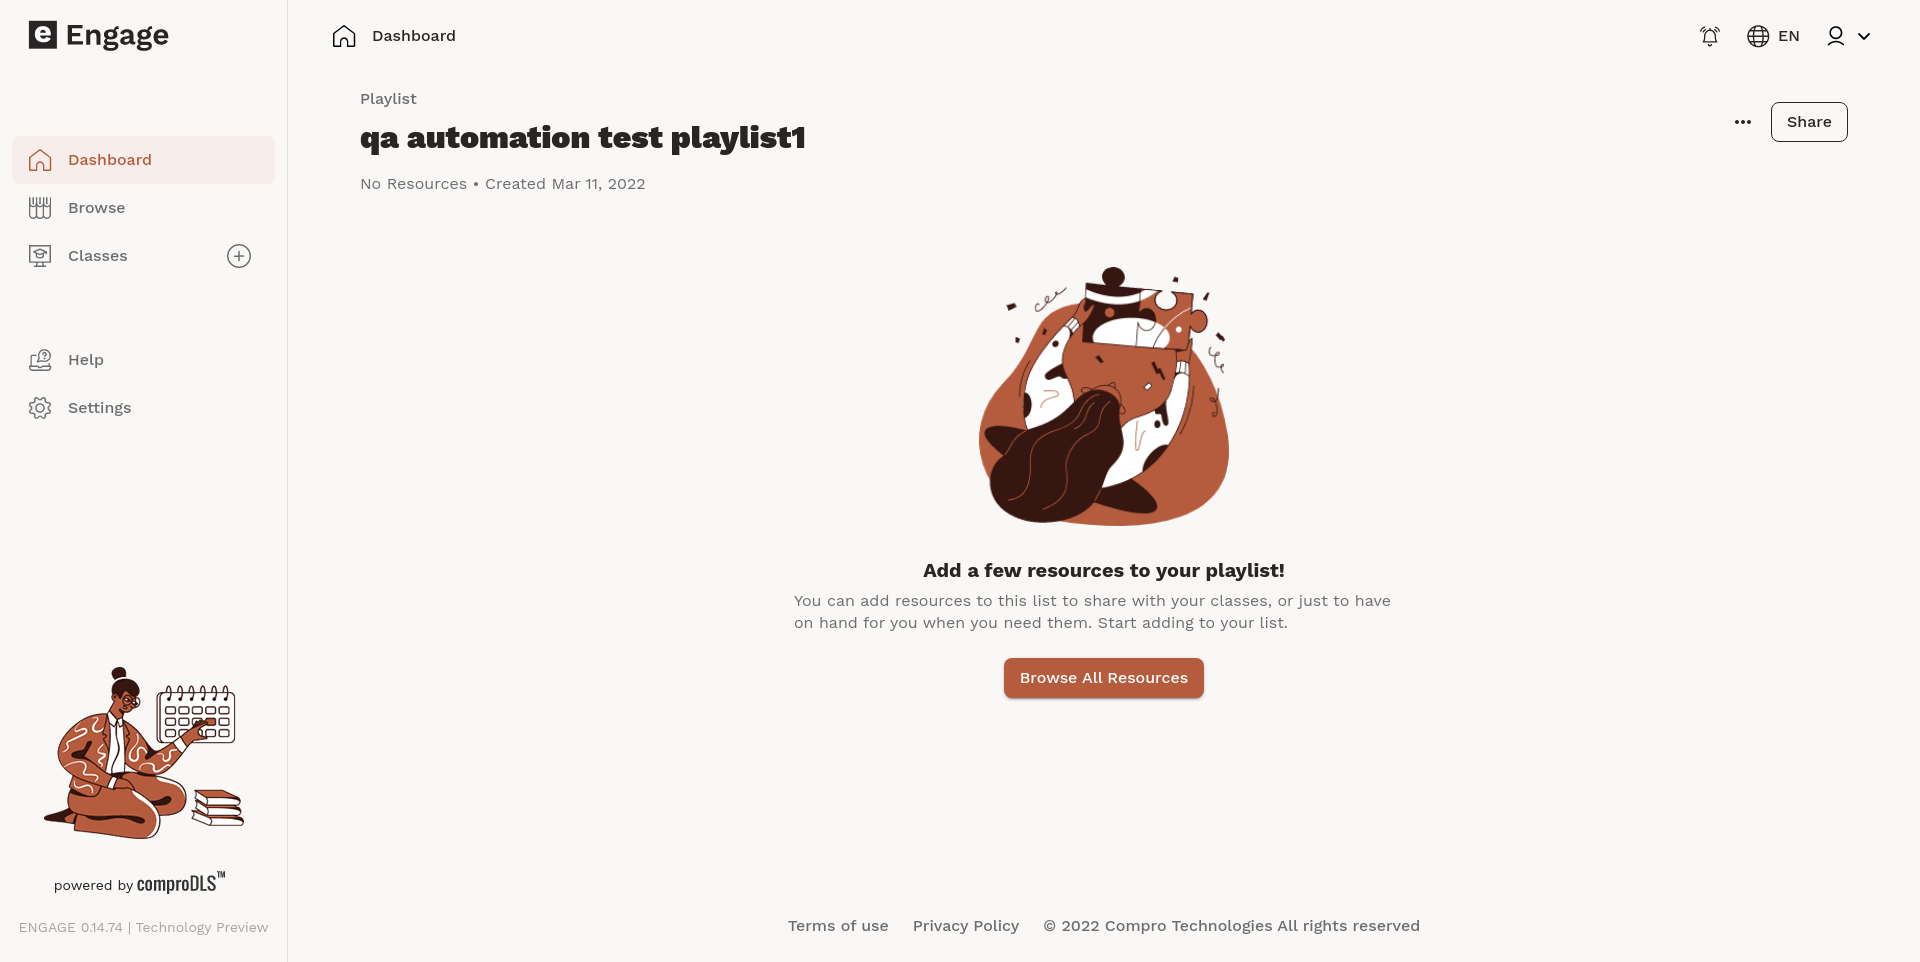 e Engage
Dashboard
EN
Dashboard
Browse
Classes
Help
Settings
powered by comproDLS™
ENGAGE 0.14.74 | Technology Preview
Playlist
qa automation test playlist1
Share
No Resources • Created Mar 11, 2022
Add a few resources to your playlist!
You can add resources to this list to share with your classes, or just to have
on hand for you when you need them. Start adding to your list.
Browse All Resources
Terms of use
Privacy Policy
© 2022 Compro Technologies All rights reserved